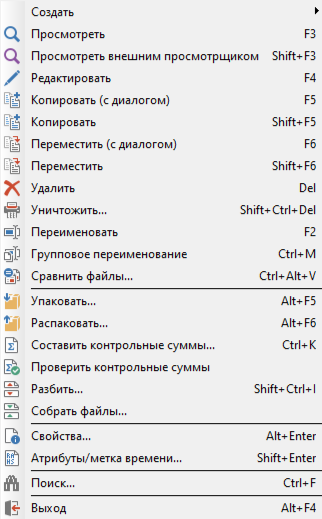 Создать
Просмотреть F3
Просмотреть внешним просмотрщиком Shift+F3
Редактировать F4
Копировать (с диалогом) F5
Копировать Shift+F5
Переместить (с диалогом) F6
Переместить Shift+F6
Удалить Del
Уничтожить... Shift+Ctrl+Del
Переименовать F2
Групповое переименование Ctrl+M
Сравнить файлы... Ctrl+Alt+V
Упаковать... Alt+F5
Распаковать... Alt+F6
Составить контрольные суммы... Ctrl+K
Проверить контрольные суммы
Разбить... Shift+Ctrl+I
Собрать файлы...
Свойства... Alt+Enter
Атрибуты/метка времени... Shift+Enter
Поиск... Ctrl+F
Выход Alt+F4